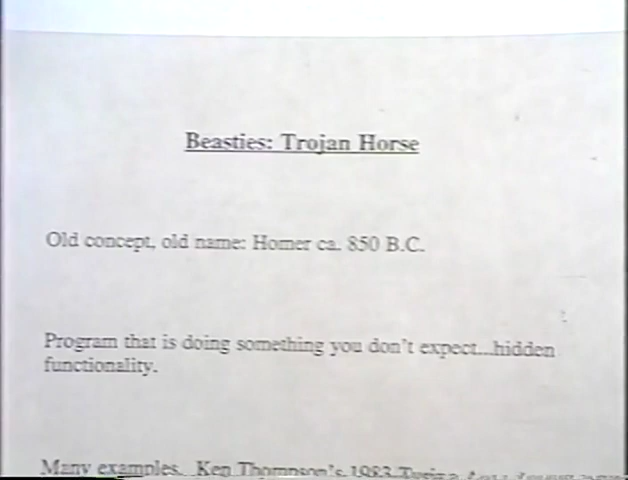 Beasties: Trojan Horse
Old concept, old name: Homer ca. 850 B.C.
Program that is doing something you don't expect...hidden
functionality.
Many examples. Ken Thompson's 1983 Turing